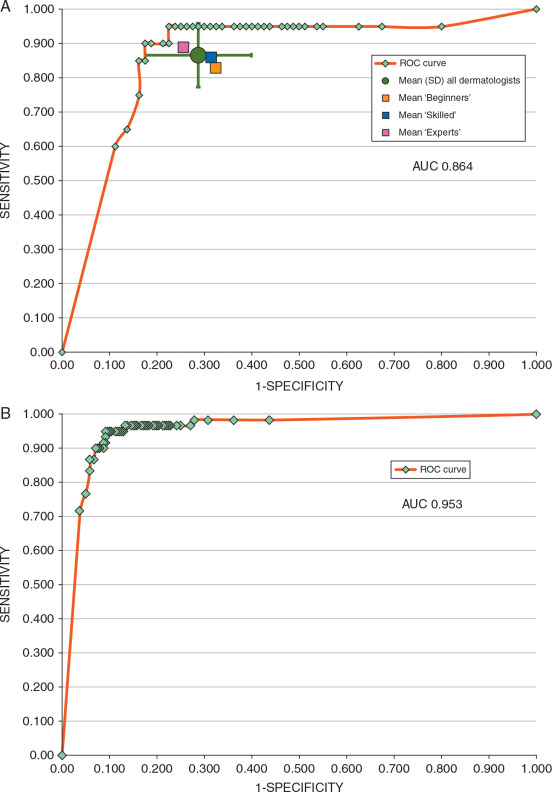 A
1.000
0.900
0.800
0.700
0.600
0.500
0.400
0.300
0.200
0.100
0.00
SENSITIVITY
ROC curve
Mean (SD) all dermatologists
Mean ‘Beginners’
Mean ‘Skilled’
Mean ‘Experts’
AUC 0.864
0.00 0.100 0.200 0.300 0.400 0.500 0.600 0.700 0.800 0.900 1.000
1-SPECIFICITY
B
1.000
0.900
0.800
0.700
0.600
0.500
0.400
0.300
0.200
0.100
0.00
SENSITIVITY
ROC curve
AUC 0.953
0.00 0.100 0.200 0.300 0.400 0.500 0.600 0.700 0.800 0.900 1.000
1-SPECIFICITY